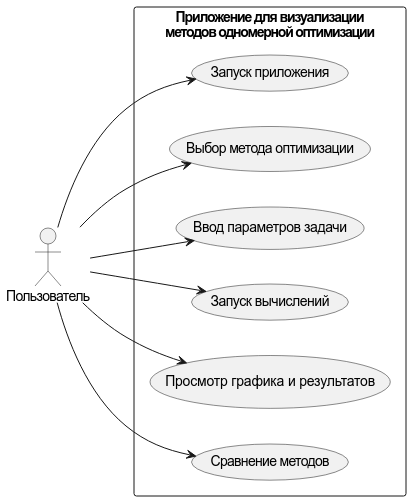 Приложение для визуализации
методов одномерной оптимизации
Запуск приложения
Выбор метода оптимизации
Ввод параметров задачи
Пользователь
Запуск вычислений
Просмотр графика и результатов
Сравнение методов